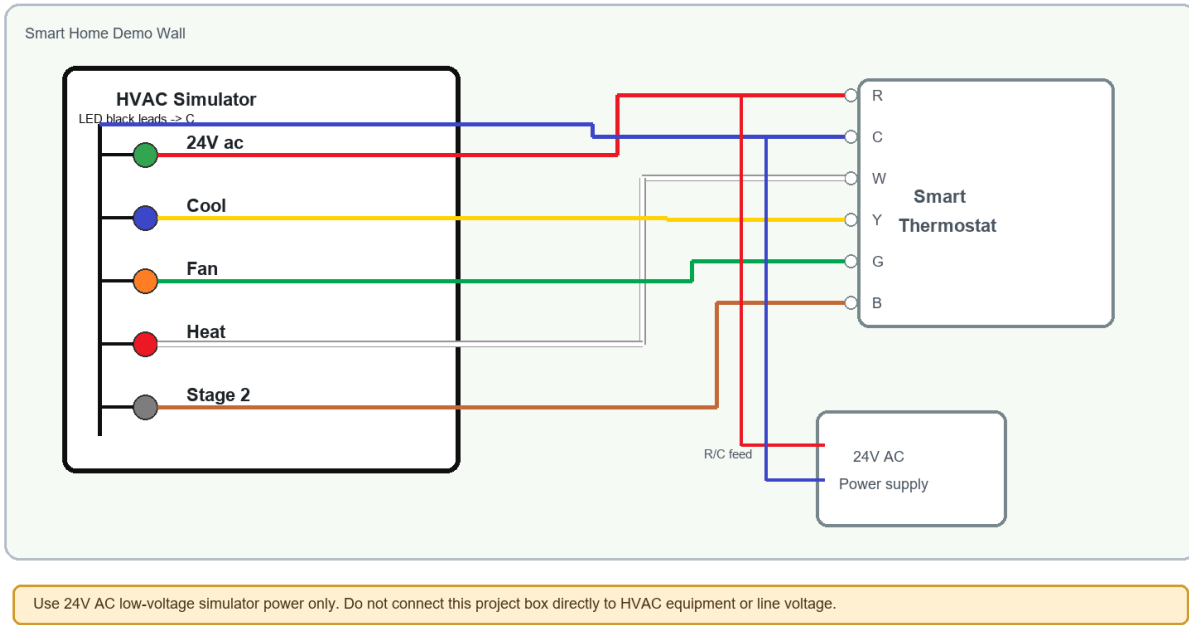 Smart Home Demo Wall
HVAC Simulator
LED black leads -> C
24V ac
Cool
Fan
Heat
Stage 2
R
C
W
Y
G
B
Smart
Thermostat
R/C feed
24V AC
Power supply
Use 24V AC low-voltage simulator power only. Do not connect this project box directly to HVAC equipment or line voltage.